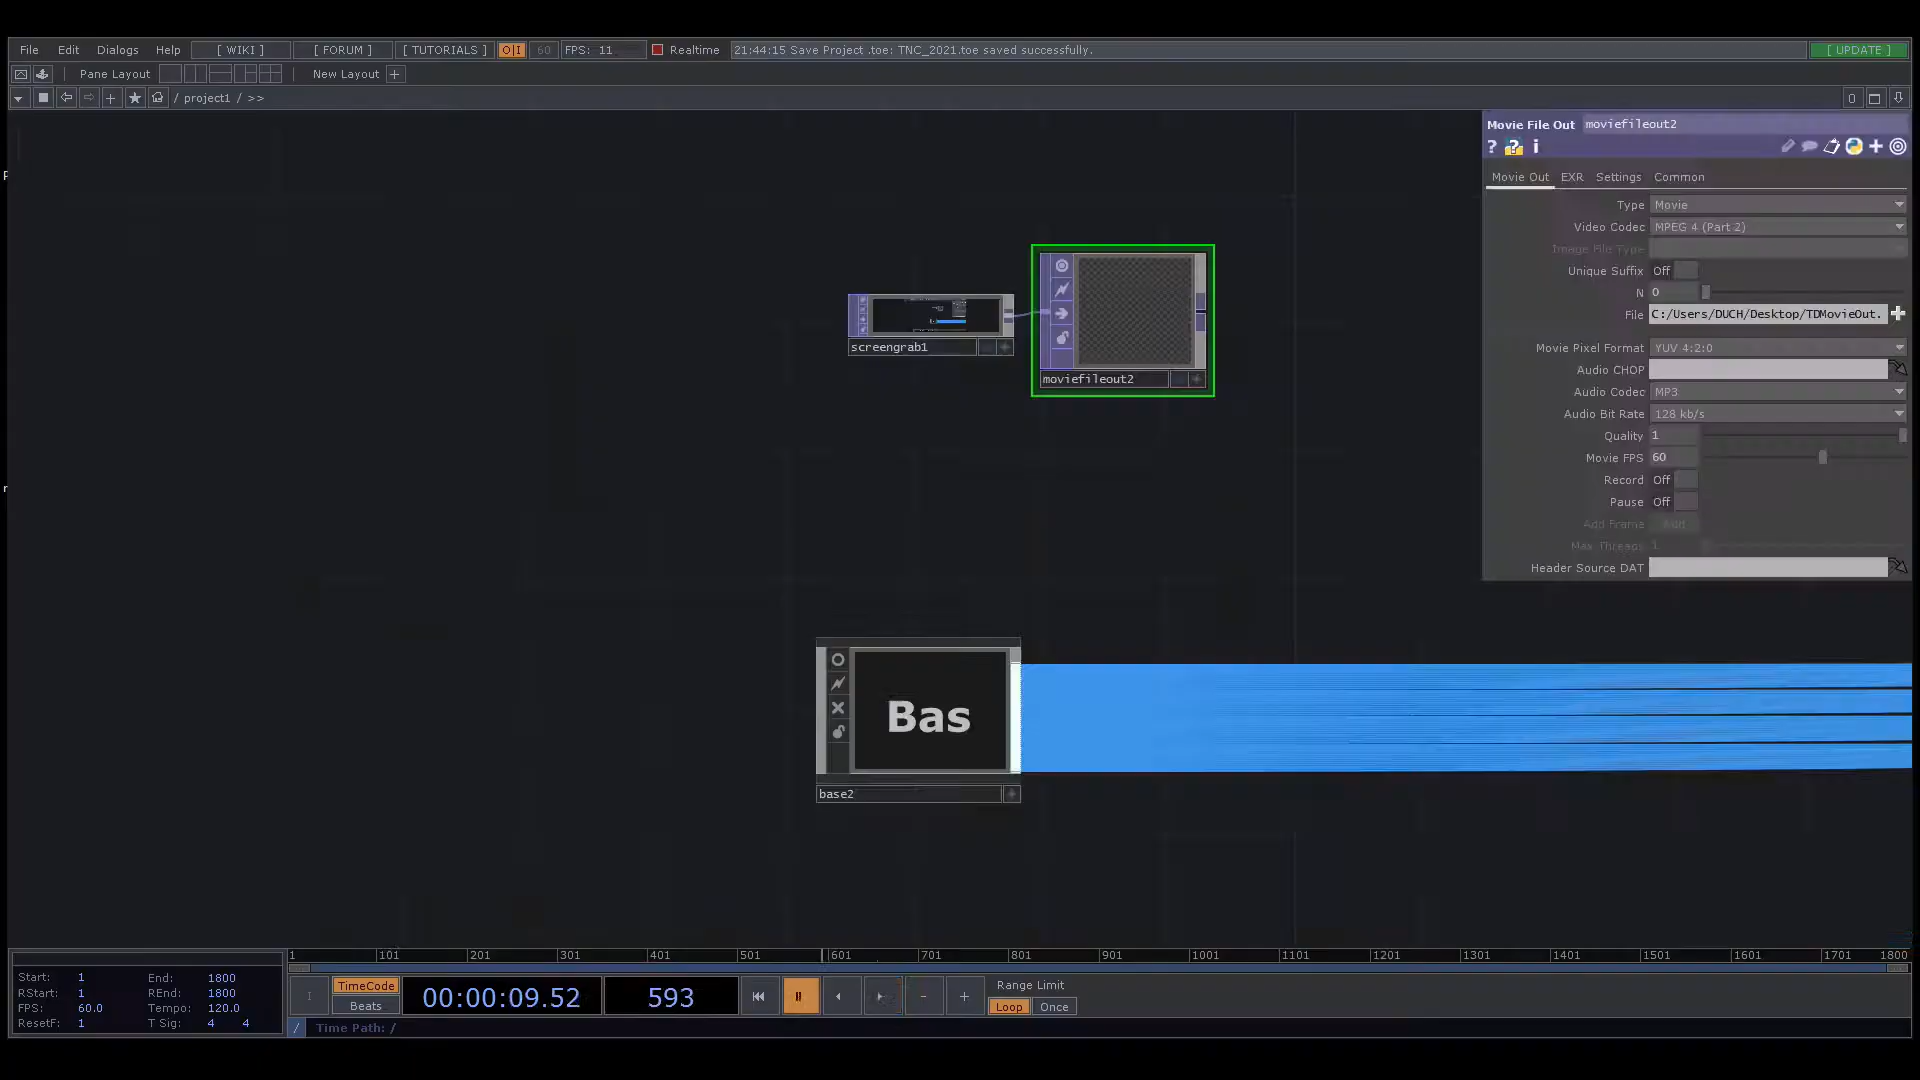 File Edit Dialogs Help [ WIKI ] [ FORUM ] [ TUTORIALS ] O|I 60 FPS: 11 Realtime 21:44:15 Save Project .toe: TNC_2021.toe saved successfully. [ UPDATE ]
Pane Layout New Layout +
/ project1 / >> 0
Movie File Out moviefileout2
? ? i
Movie Out EXR Settings Common
Type Movie
Video Codec MPEG 4 (Part 2)
Image File Type
Unique Suffix Off
N 0
File C:/Users/DUCH/Desktop/TDMovieOut.
Movie Pixel Format YUV 4:2:0
Audio CHOP
Audio Codec MP3
Audio Bit Rate 128 kb/s
Quality 1
Movie FPS 60
Record Off
Pause Off
Add Frame Add
Max Threads 1
Header Source DAT
screengrab1
moviefileout2
Bas
base2
1 101 201 301 401 501 601 701 801 901 1001 1101 1201 1301 1401 1501 1601 1701 1800
Start: 1 End: 1800
RStart: 1 REnd: 1800
FPS: 60.0 Tempo: 120.0
ResetF: 1 T Sig: 4 4
TimeCode
Beats
00:00:09.52 593
Range Limit
Loop Once
/ Time Path: /